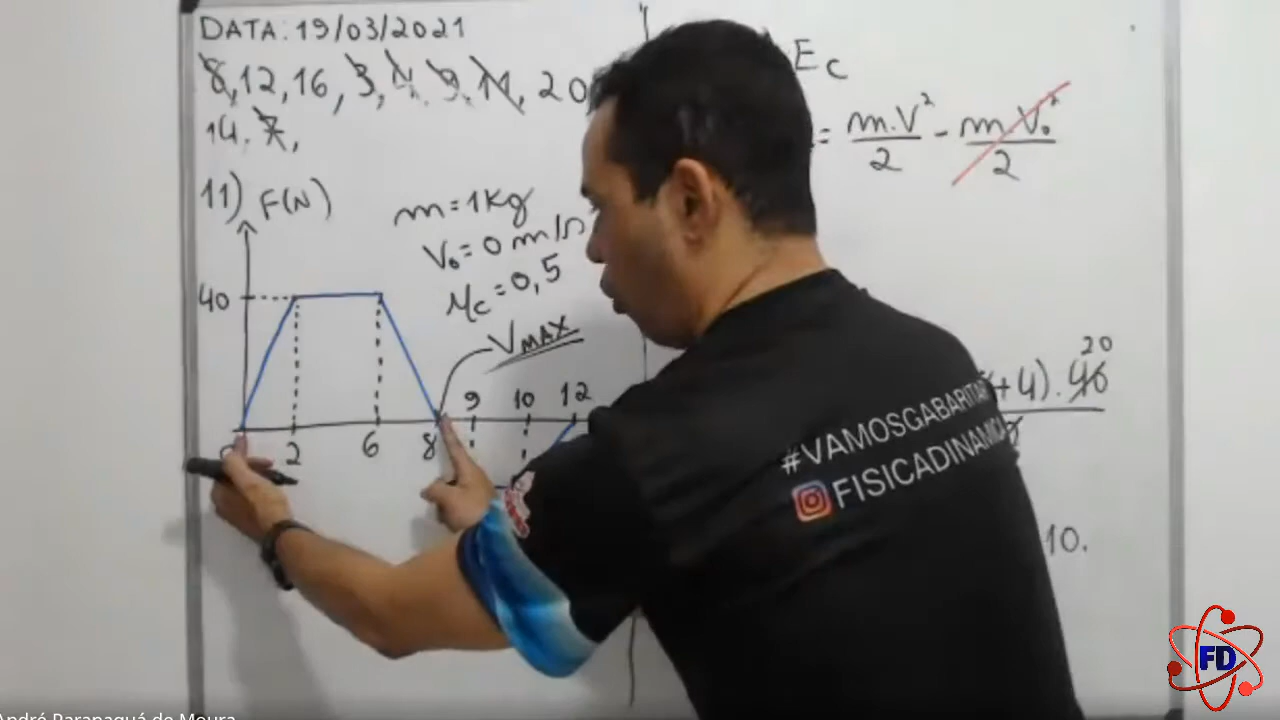 DATA: 19/03/2021
8, 12, 16, 3, 4, 9, 11, 20
14, 7,
11) F(N)
m = 1Kg
V₀ = 0 m/s
μc = 0,5
40
VMAX
9 10 12
2 6 8
Ec
= m.V²/2 - m.V₀²/2
+4). 40 20
10.
#VAMOSGABARITAR
FISICADINAMICA
FD
André Paranaguá de Moura